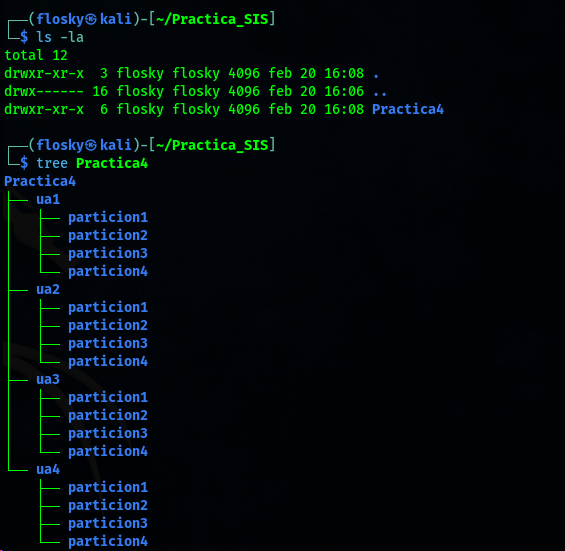 ┌──(flosky㉿kali)-[~/Practica_SIS]
└─$ ls -la
total 12
drwxr-xr-x  3 flosky flosky 4096 feb 20 16:08 .
drwx------ 16 flosky flosky 4096 feb 20 16:06 ..
drwxr-xr-x  6 flosky flosky 4096 feb 20 16:08 Practica4

┌──(flosky㉿kali)-[~/Practica_SIS]
└─$ tree Practica4
Practica4
├── ua1
│   ├── particion1
│   ├── particion2
│   ├── particion3
│   └── particion4
├── ua2
│   ├── particion1
│   ├── particion2
│   ├── particion3
│   └── particion4
├── ua3
│   ├── particion1
│   ├── particion2
│   ├── particion3
│   └── particion4
└── ua4
    ├── particion1
    ├── particion2
    ├── particion3
    └── particion4